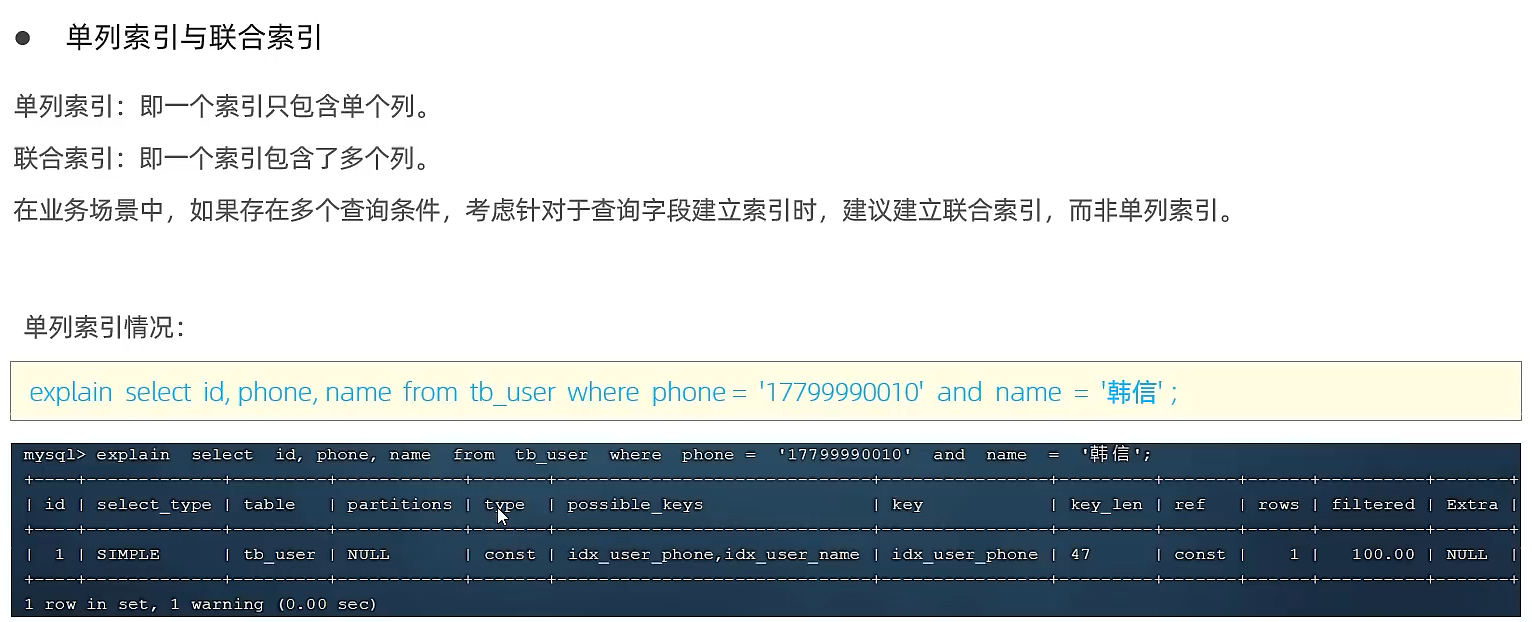 ● 单列索引与联合索引
单列索引：即一个索引只包含单个列。
联合索引：即一个索引包含了多个列。
在业务场景中，如果存在多个查询条件，考虑针对于查询字段建立索引时，建议建立联合索引，而非单列索引。
单列索引情况：
explain select id, phone, name from tb_user where phone = '17799990010' and name = '韩信' ;
mysql> explain select id, phone, name from tb_user where phone = '17799990010' and name = '韩信';
+----+-------------+---------+------------+-------+------------------------------+----------------+---------+-------+------+----------+-------+
| id | select_type | table | partitions | type | possible_keys | key | key_len | ref | rows | filtered | Extra |
+----+-------------+---------+------------+-------+------------------------------+----------------+---------+-------+------+----------+-------+
| 1 | SIMPLE | tb_user | NULL | const | idx_user_phone,idx_user_name | idx_user_phone | 47 | const | 1 | 100.00 | NULL |
+----+-------------+---------+------------+-------+------------------------------+----------------+---------+-------+------+----------+-------+
1 row in set, 1 warning (0.00 sec)